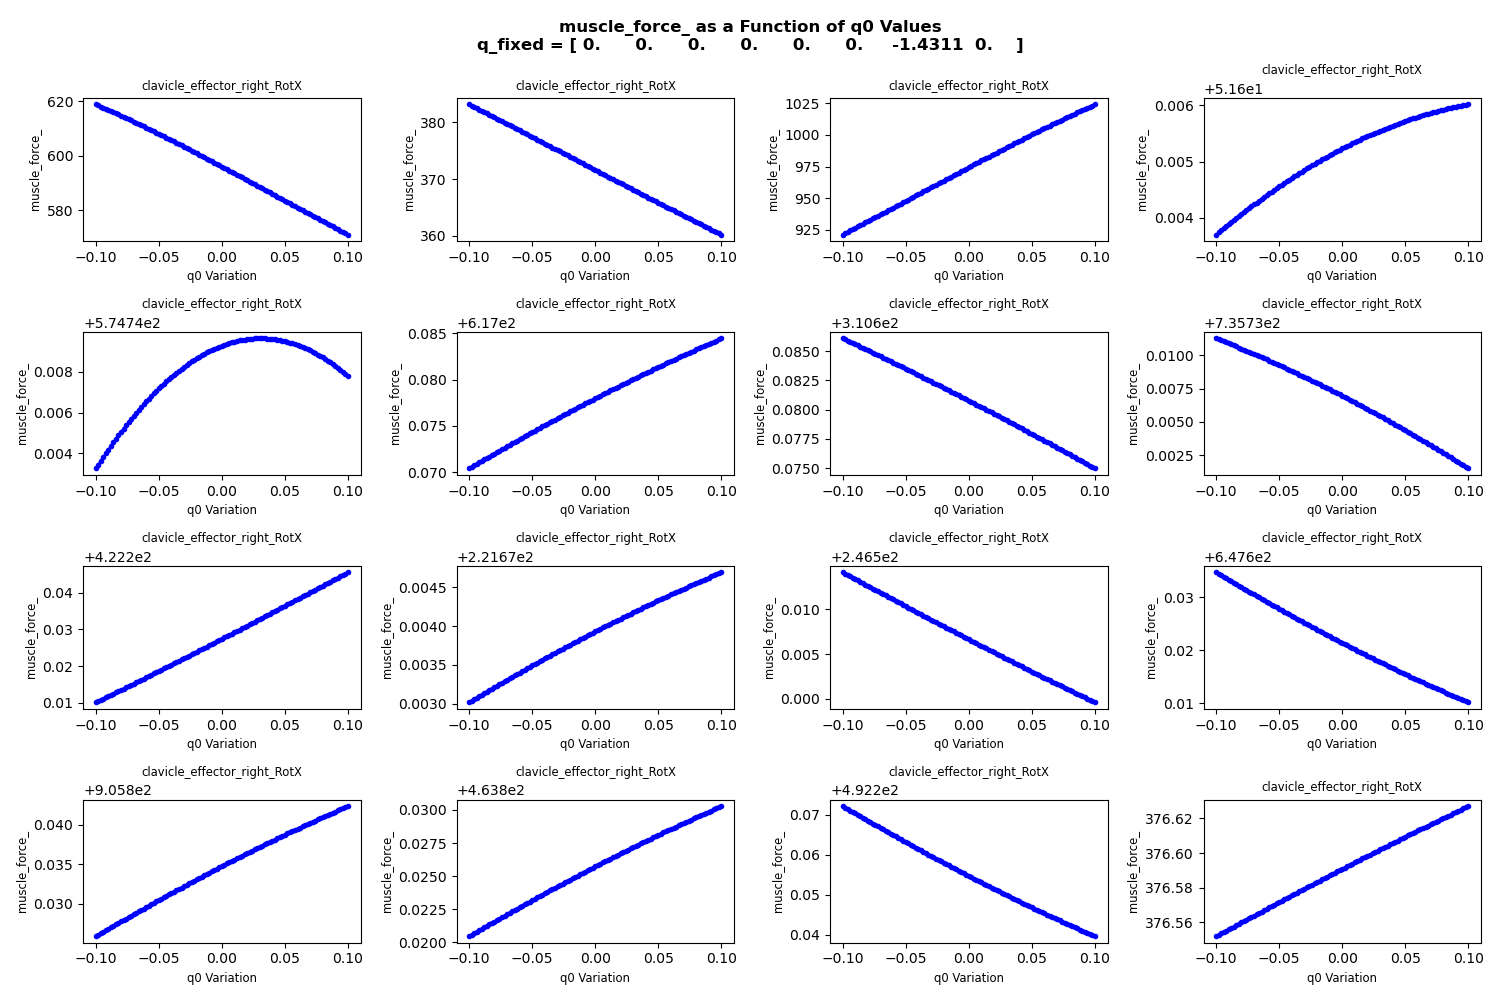 muscle_force_ as a Function of q0 Values
q_fixed = [ 0. 0. 0. 0. 0. 0. -1.4311 0. ]
clavicle_effector_right_RotX
620
600
580
muscle_force_
−0.10 −0.05 0.00 0.05 0.10
q0 Variation
clavicle_effector_right_RotX
380
370
360
muscle_force_
−0.10 −0.05 0.00 0.05 0.10
q0 Variation
clavicle_effector_right_RotX
1025
1000
975
950
925
muscle_force_
−0.10 −0.05 0.00 0.05 0.10
q0 Variation
clavicle_effector_right_RotX
+5.16e1
0.006
0.005
0.004
muscle_force_
−0.10 −0.05 0.00 0.05 0.10
q0 Variation
clavicle_effector_right_RotX
+5.7474e2
0.008
0.006
0.004
muscle_force_
−0.10 −0.05 0.00 0.05 0.10
q0 Variation
clavicle_effector_right_RotX
+6.17e2
0.085
0.080
0.075
0.070
muscle_force_
−0.10 −0.05 0.00 0.05 0.10
q0 Variation
clavicle_effector_right_RotX
+3.106e2
0.0850
0.0825
0.0800
0.0775
0.0750
muscle_force_
−0.10 −0.05 0.00 0.05 0.10
q0 Variation
clavicle_effector_right_RotX
+7.3573e2
0.0100
0.0075
0.0050
0.0025
muscle_force_
−0.10 −0.05 0.00 0.05 0.10
q0 Variation
clavicle_effector_right_RotX
+4.222e2
0.04
0.03
0.02
0.01
muscle_force_
−0.10 −0.05 0.00 0.05 0.10
q0 Variation
clavicle_effector_right_RotX
+2.2167e2
0.0045
0.0040
0.0035
0.0030
muscle_force_
−0.10 −0.05 0.00 0.05 0.10
q0 Variation
clavicle_effector_right_RotX
+2.465e2
0.010
0.005
0.000
muscle_force_
−0.10 −0.05 0.00 0.05 0.10
q0 Variation
clavicle_effector_right_RotX
+6.476e2
0.03
0.02
0.01
muscle_force_
−0.10 −0.05 0.00 0.05 0.10
q0 Variation
clavicle_effector_right_RotX
+9.058e2
0.040
0.035
0.030
muscle_force_
−0.10 −0.05 0.00 0.05 0.10
q0 Variation
clavicle_effector_right_RotX
+4.638e2
0.0300
0.0275
0.0250
0.0225
0.0200
muscle_force_
−0.10 −0.05 0.00 0.05 0.10
q0 Variation
clavicle_effector_right_RotX
+4.922e2
0.07
0.06
0.05
0.04
muscle_force_
−0.10 −0.05 0.00 0.05 0.10
q0 Variation
clavicle_effector_right_RotX
376.62
376.60
376.58
376.56
muscle_force_
−0.10 −0.05 0.00 0.05 0.10
q0 Variation